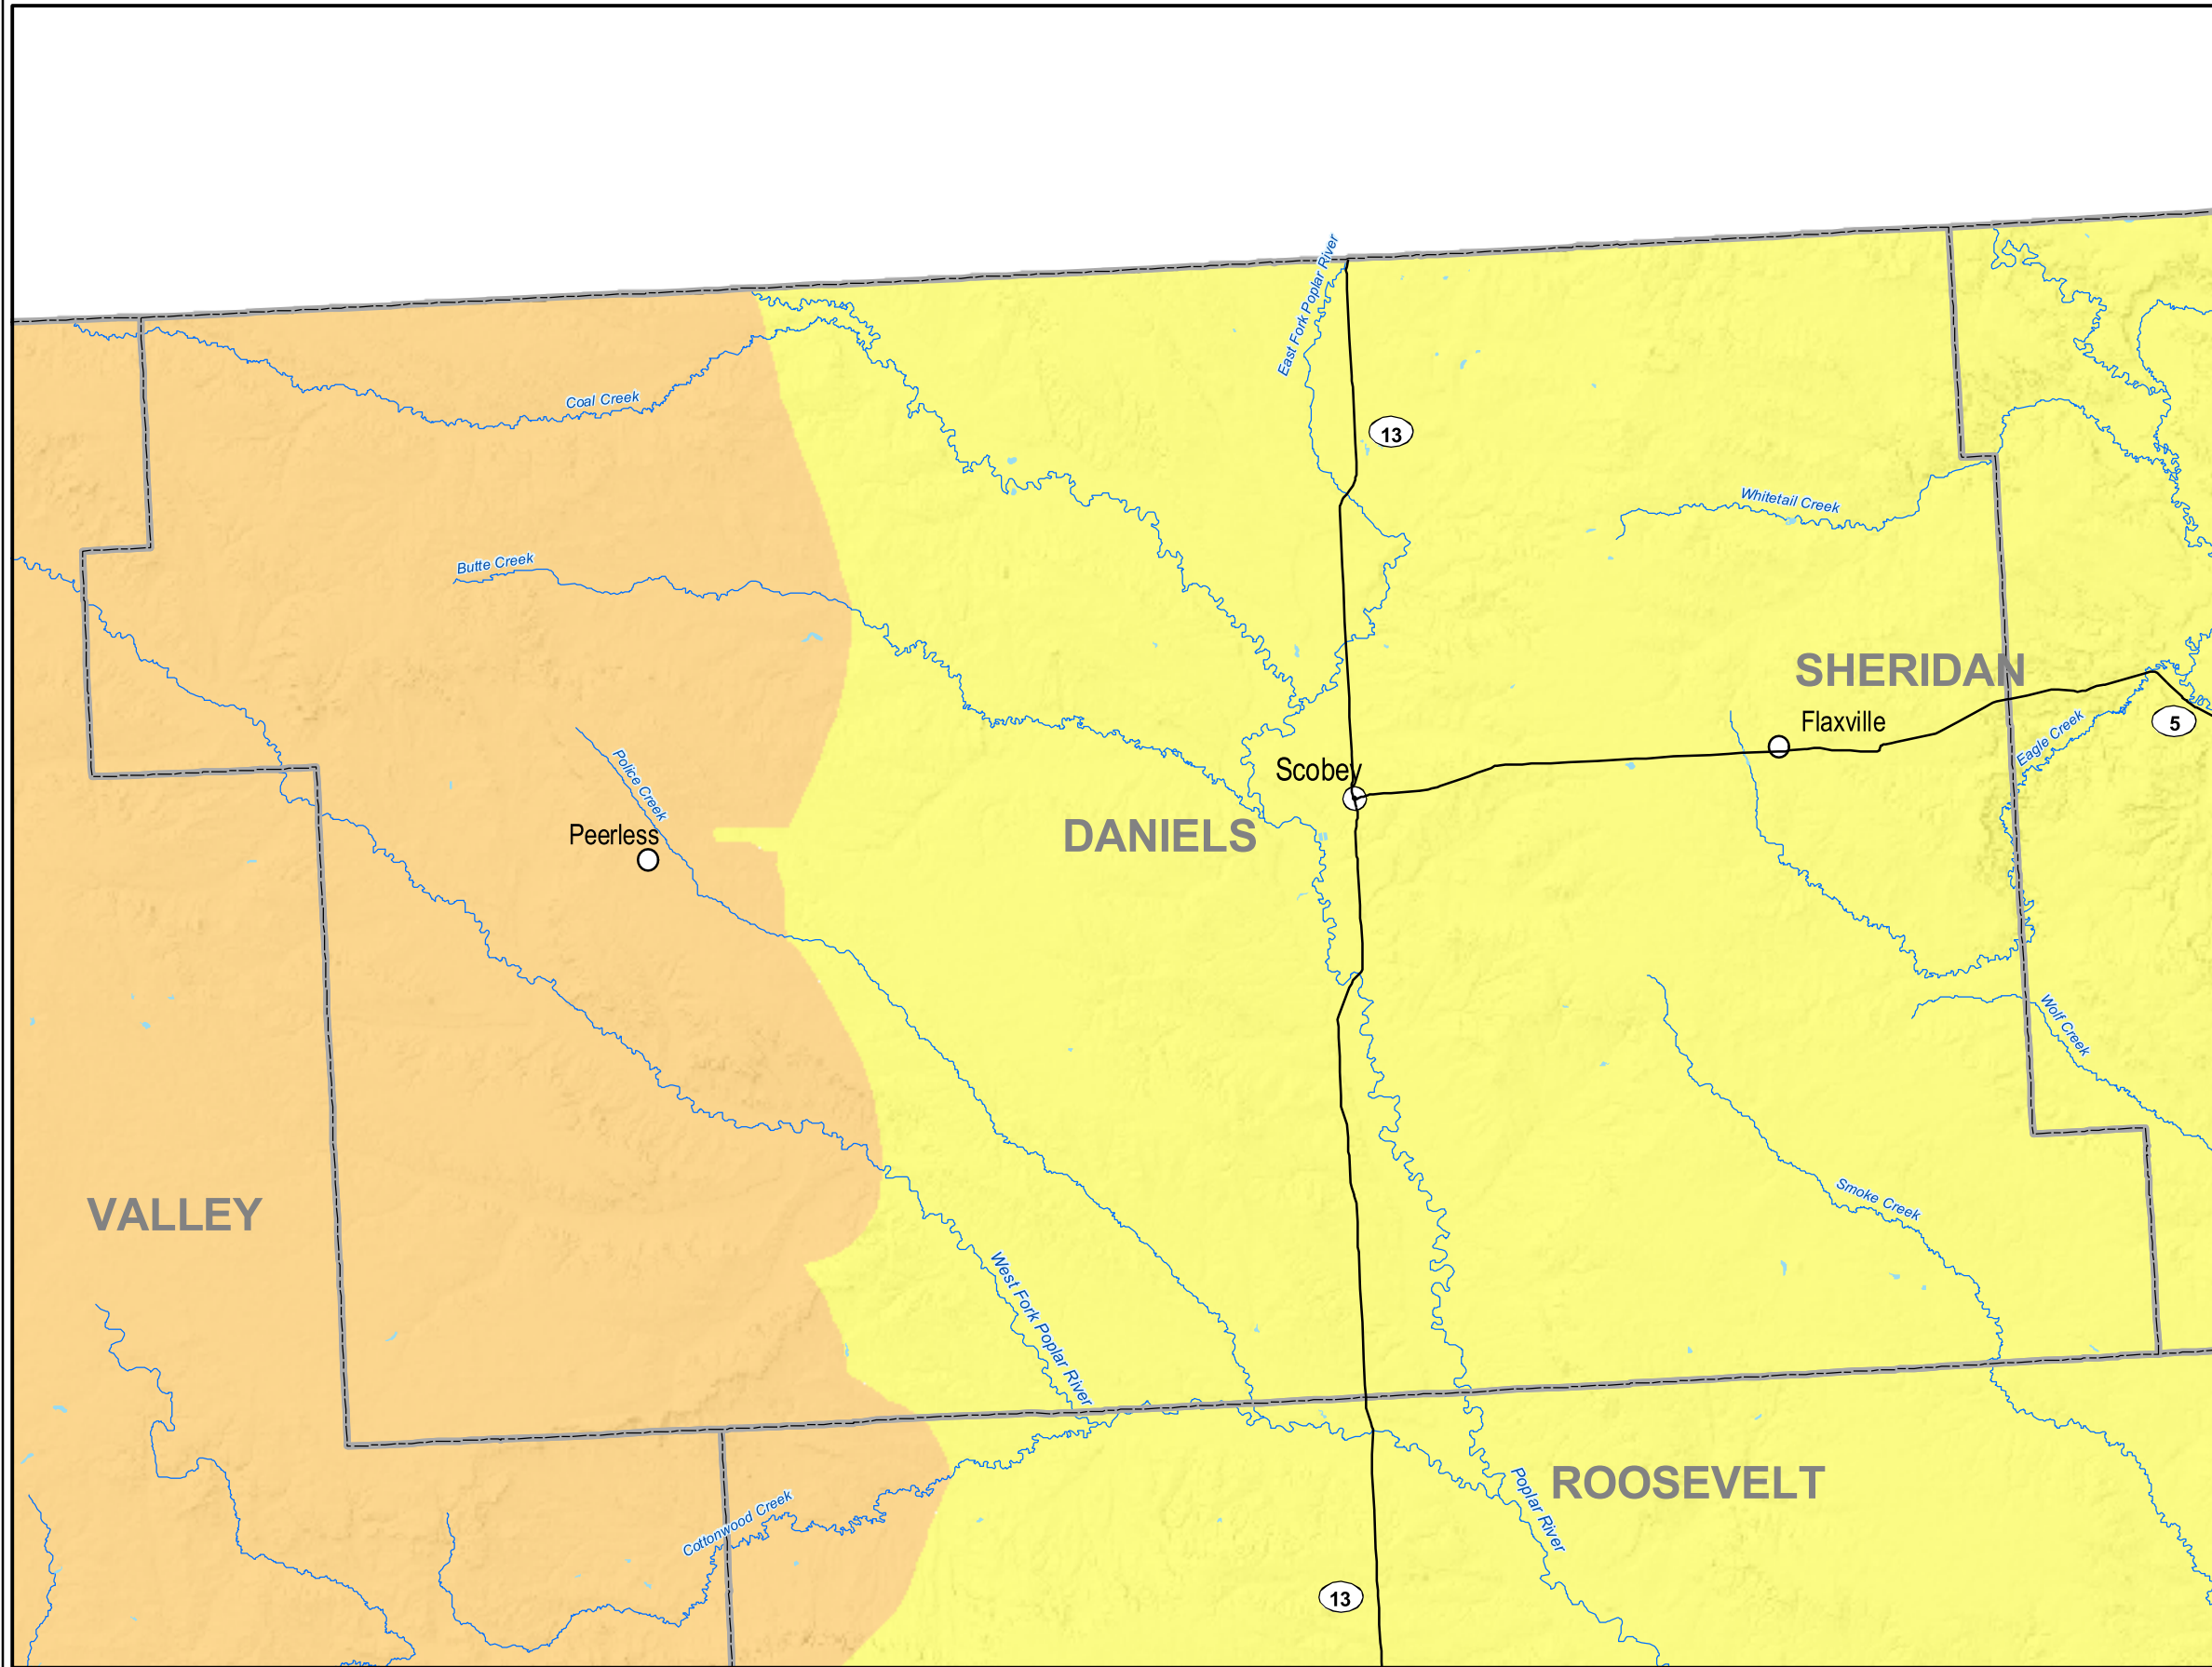 East Fork Poplar River
Coal Creek
13
Whitetail Creek
Butte Creek
SHERIDAN
Flaxville
5
Eagle Creek
Police Creek
Scobey
Peerless
DANIELS
Wolf Creek
VALLEY
Smoke Creek
West Fork Poplar River
ROOSEVELT
Cottonwood Creek
Poplar River
13